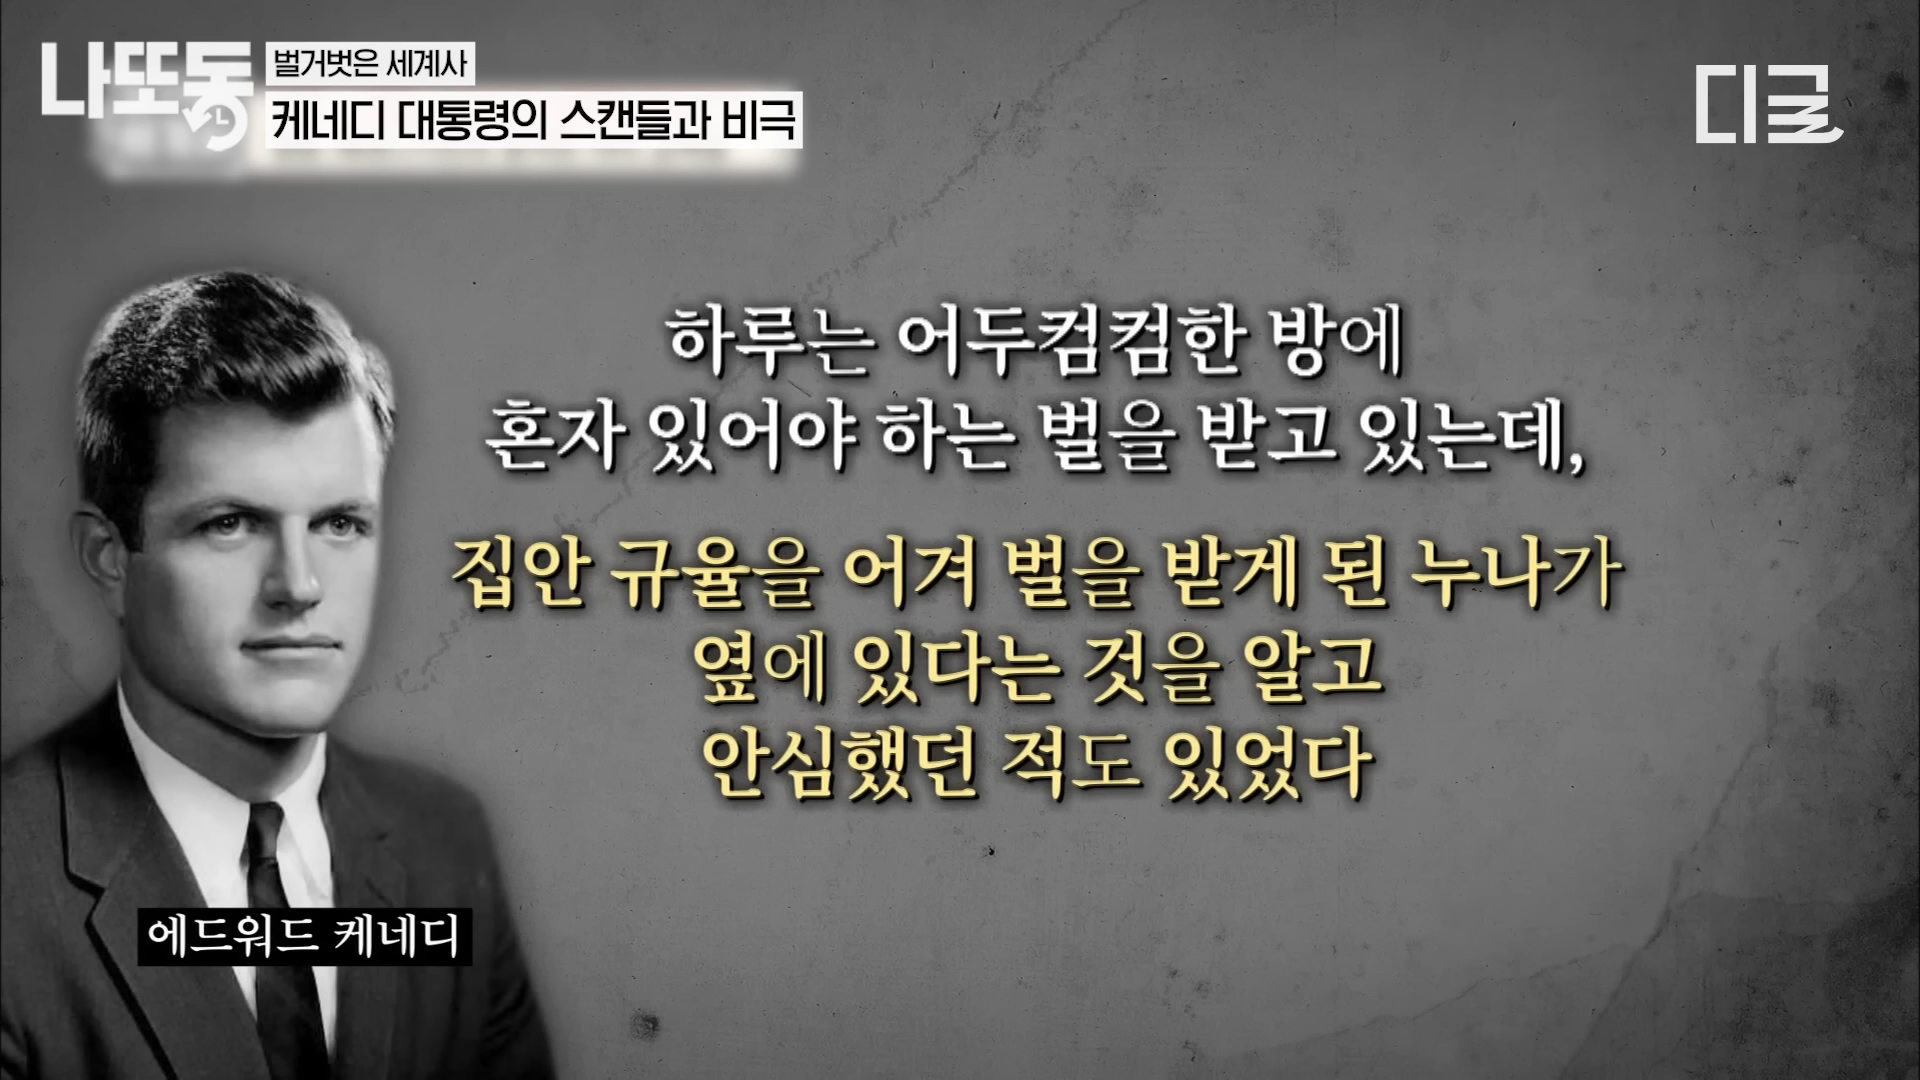 나또동
벌거벗은 세계사
케네디 대통령의 스캔들과 비극
디글
하루는 어두컴컴한 방에
혼자 있어야 하는 벌을 받고 있는데,
집안 규율을 어겨 벌을 받게 된 누나가
옆에 있다는 것을 알고
안심했던 적도 있었다
에드워드 케네디